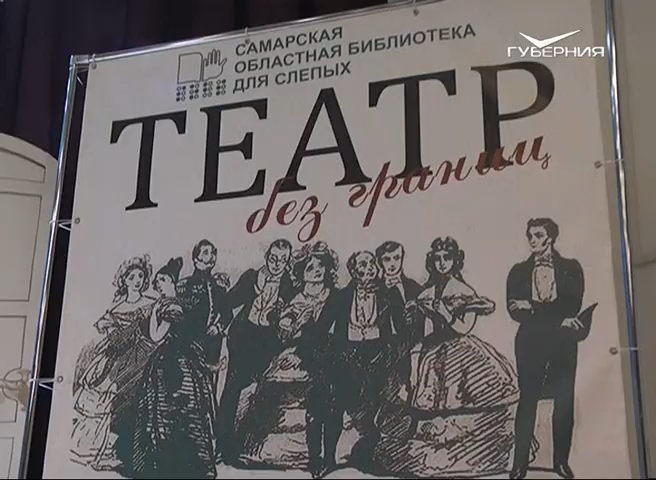 ГУБЕРНИЯ
САМАРСКАЯ
ОБЛАСТНАЯ БИБЛИОТЕКА
ДЛЯ СЛЕПЫХ
ТЕАТР
без границ